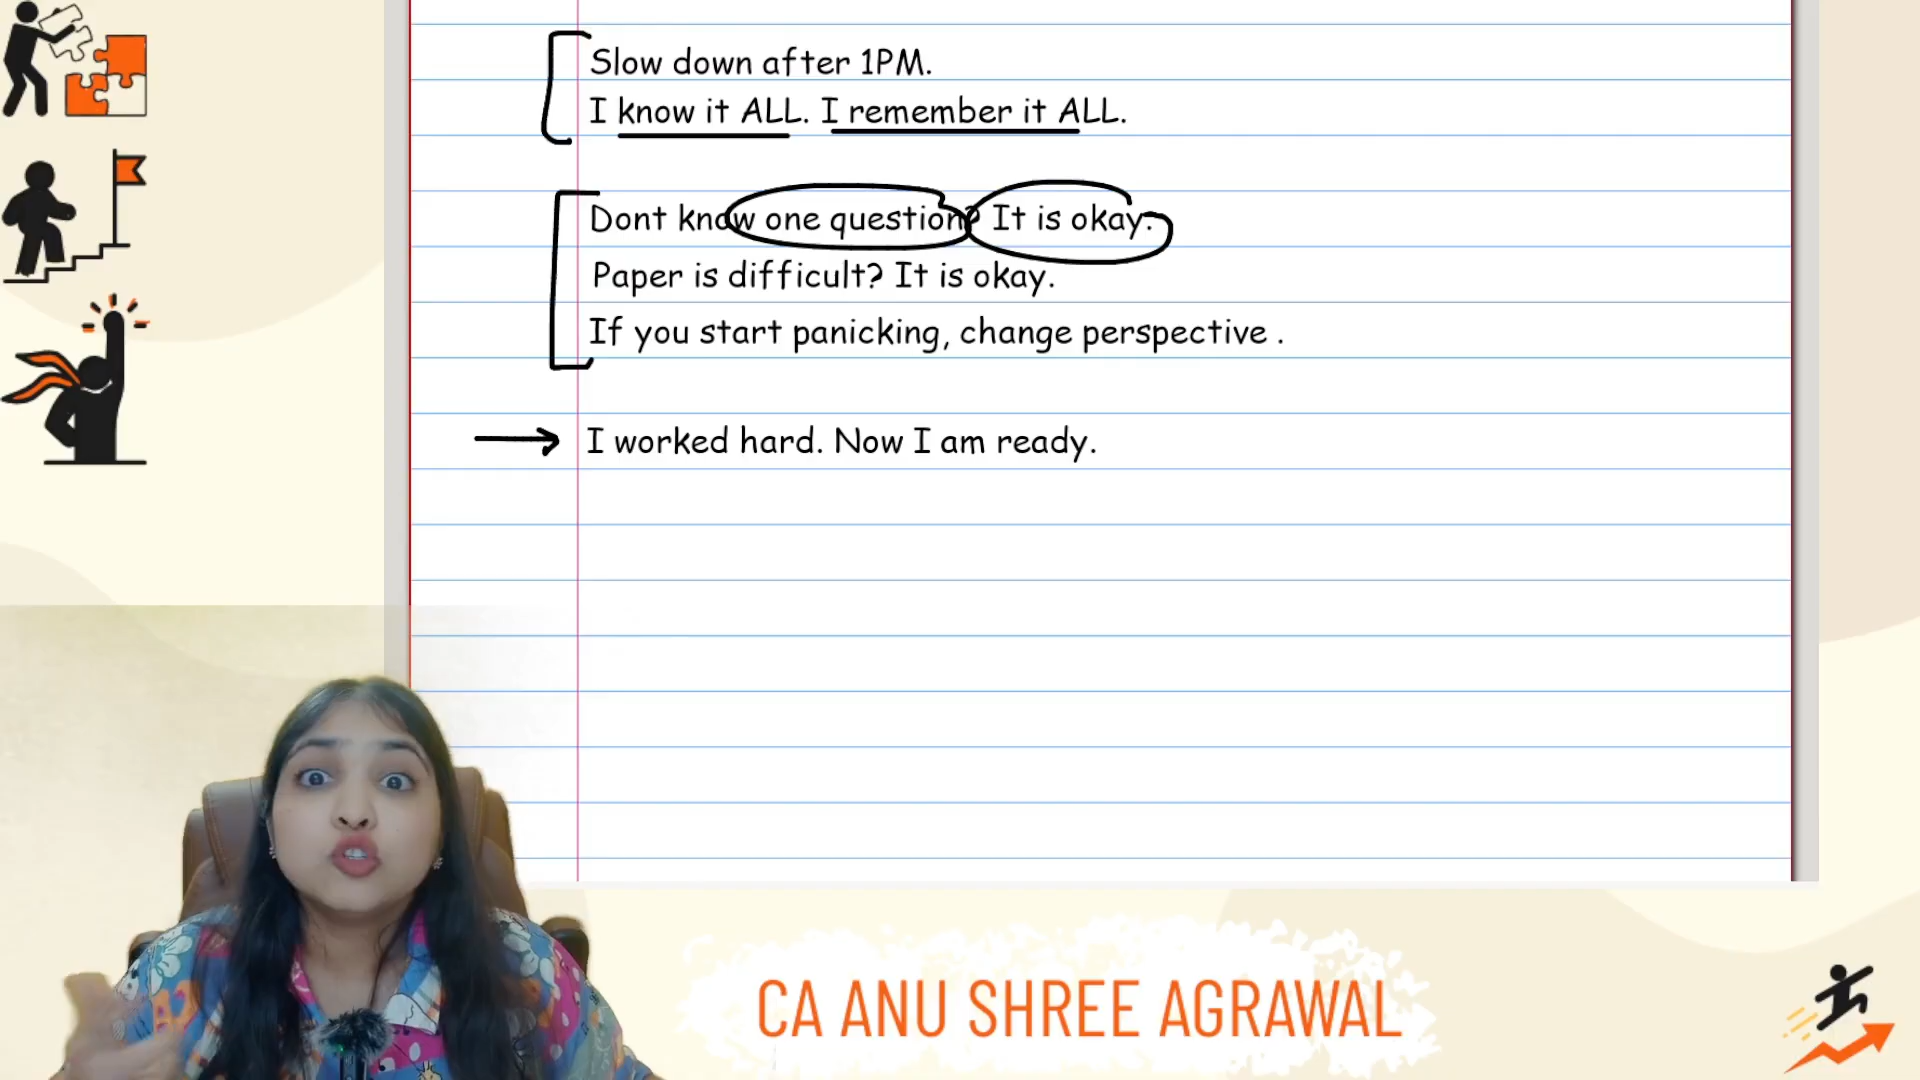 Slow down after 1PM.
I know it ALL. I remember it ALL.
Dont know one question? It is okay.
Paper is difficult? It is okay.
If you start panicking, change perspective .
I worked hard. Now I am ready.
CA ANU SHREE AGRAWAL